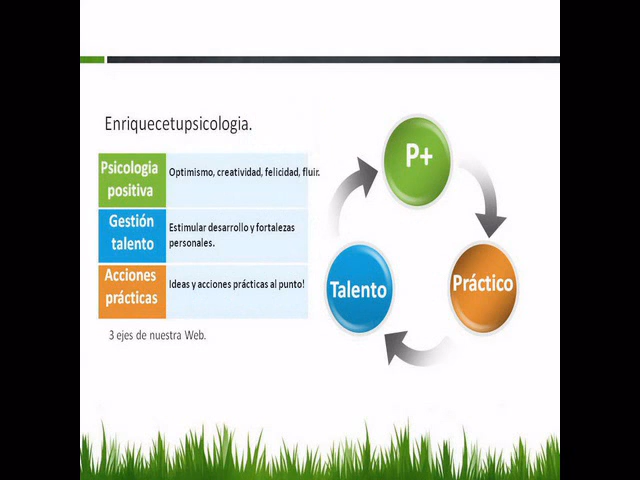 Enriquecetupsicologia.
Psicologia
positiva
Optimismo, creatividad, felicidad, fluir.
Gestión
talento
Estimular desarrollo y fortalezas
personales.
Acciones
prácticas
Ideas y acciones prácticas al punto!
3 ejes de nuestra Web.
P+
Talento
Práctico